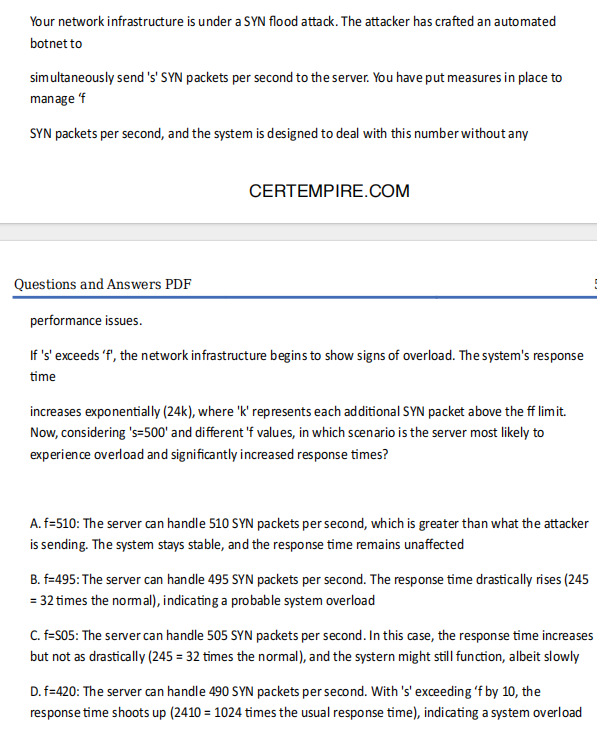 Your network infrastructure is under a SYN flood attack. The attacker has crafted an automated
botnet to
simultaneously send 's' SYN packets per second to the server. You have put measures in place to
manage ‘f
SYN packets per second, and the system is designed to deal with this number without any
CERTEMPIRE.COM
Questions and Answers PDF
performance issues.
If 's' exceeds ‘f', the network infrastructure begins to show signs of overload. The system's response
time
increases exponentially (24k), where 'k' represents each additional SYN packet above the ff limit.
Now, considering 's=500' and different 'f values, in which scenario is the server most likely to
experience overload and significantly increased response times?
A. f=510: The server can handle 510 SYN packets per second, which is greater than what the attacker
is sending. The system stays stable, and the response time remains unaffected
B. f=495: The server can handle 495 SYN packets per second. The response time drastically rises (245
= 32 times the normal), indicating a probable system overload
C. f=S05: The server can handle 505 SYN packets per second. In this case, the response time increases
but not as drastically (245 = 32 times the normal), and the systern might still function, albeit slowly
D. f=420: The server can handle 490 SYN packets per second. With 's' exceeding ‘f by 10, the
response time shoots up (2410 = 1024 times the usual response time), indicating a system overload